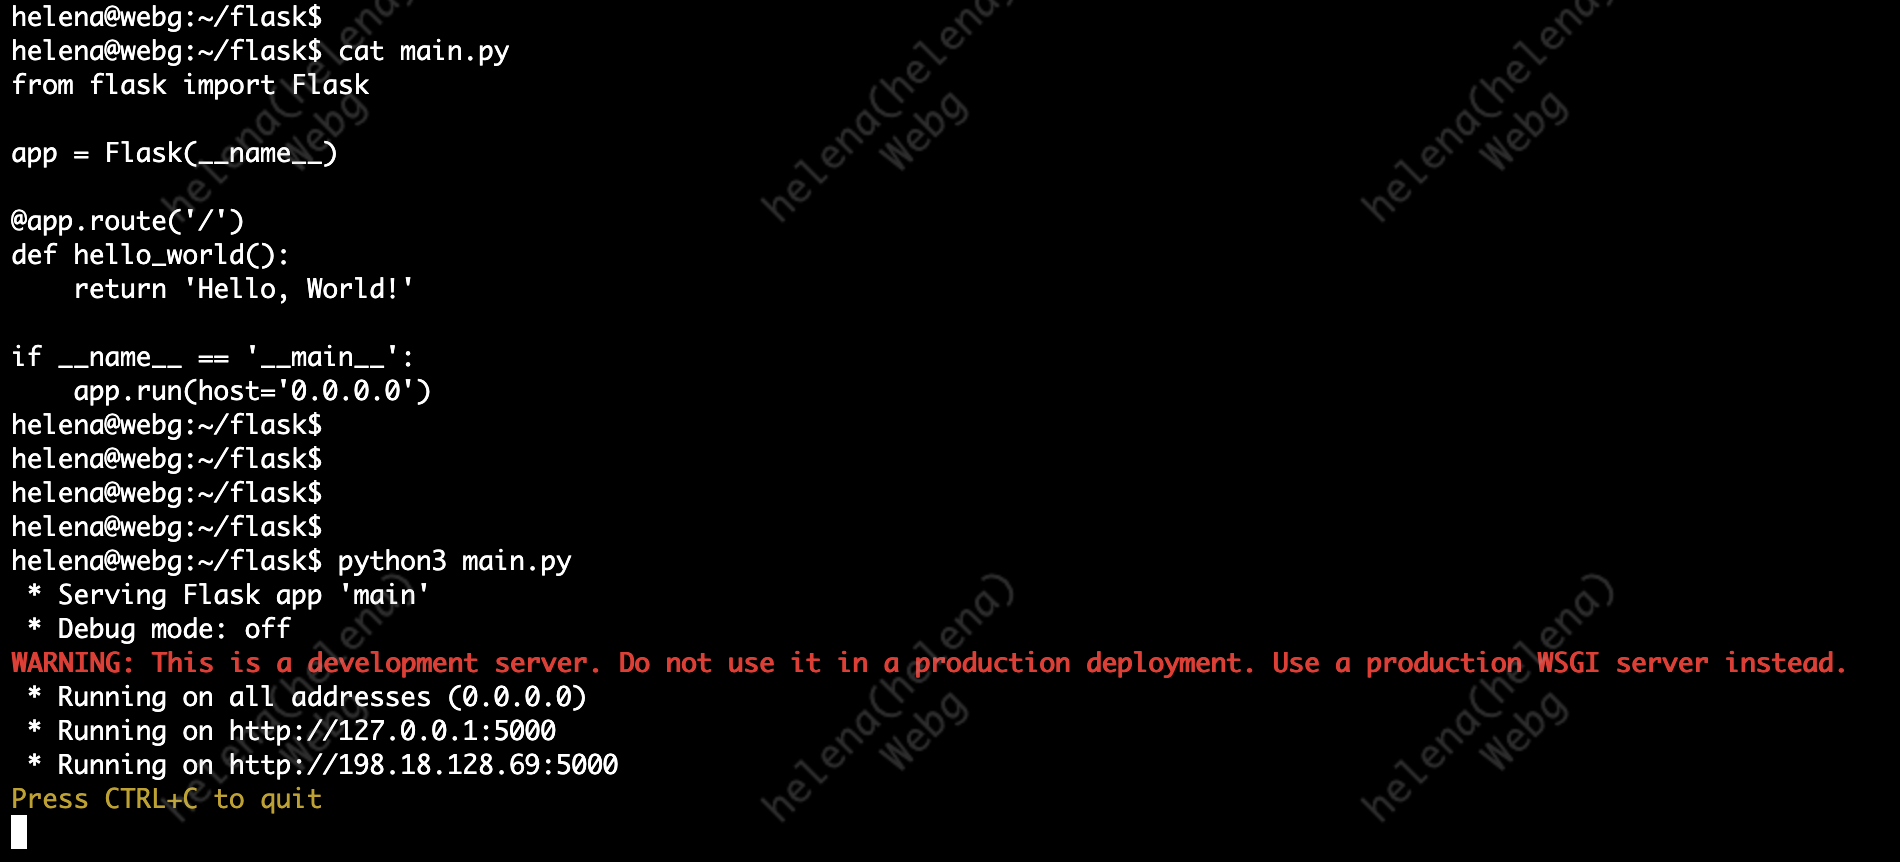 helena@webg:~/flask$
helena@webg:~/flask$ cat main.py
from flask import Flask

app = Flask(__name__)

@app.route('/')
def hello_world():
    return 'Hello, World!'

if __name__ == '__main__':
    app.run(host='0.0.0.0')
helena@webg:~/flask$
helena@webg:~/flask$
helena@webg:~/flask$
helena@webg:~/flask$
helena@webg:~/flask$ python3 main.py
 * Serving Flask app 'main'
 * Debug mode: off
WARNING: This is a development server. Do not use it in a production deployment. Use a production WSGI server instead.
 * Running on all addresses (0.0.0.0)
 * Running on http://127.0.0.1:5000
 * Running on http://198.18.128.69:5000
Press CTRL+C to quit
helena(helena)
Webg
helena(helena)
Webg
helena(helena)
Webg
helena(helena)
Webg
helena(helena)
Webg
helena(helena)
Webg